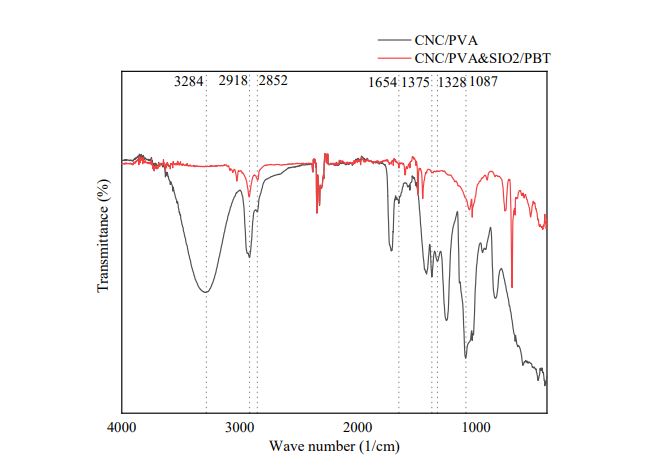 CNC/PVA
CNC/PVA&SIO2/PBT
3284 2918 2852 1654 1375 1328 1087
Transmittance (%)
4000 3000 2000 1000
Wave number (1/cm)